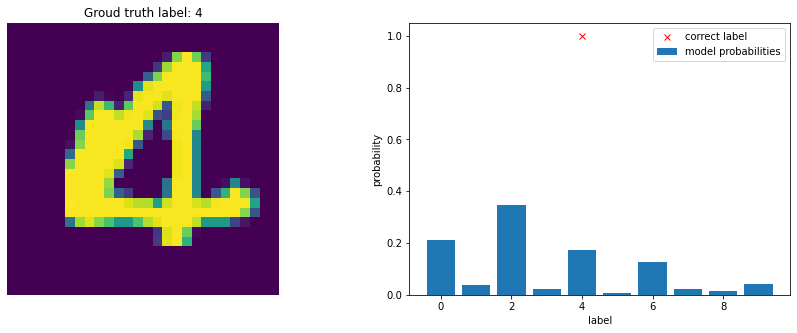 Groud truth label: 4
4
correct label
model probabilities
probability
1.0
0.8
0.6
0.4
0.2
0.0
0 2 4 6 8
label